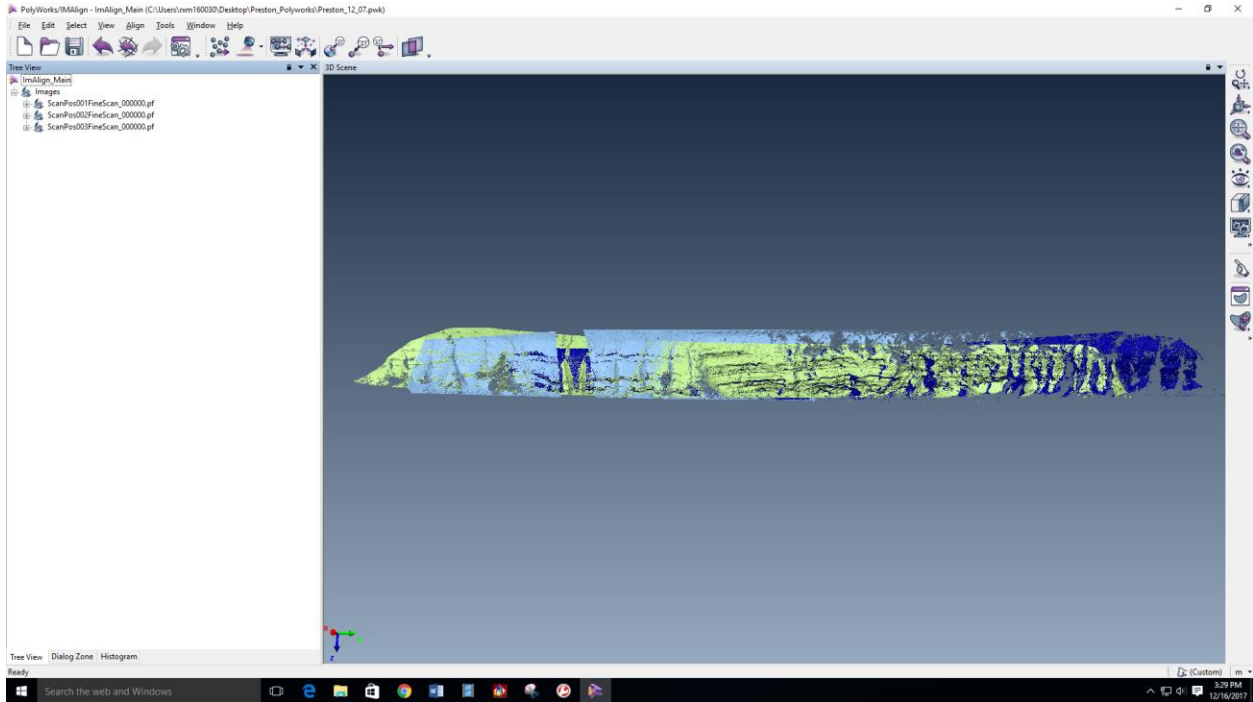 PolyWorks/IMAlign - ImAlign_Main (C:\Users\rxm160030\Desktop\Preston_Polyworks\Preston_12_07.pwk)
File Edit Select View Align Tools Window Help
Tree View
3D Scene
ImAlign_Main
Images
ScanPos001FineScan_000000.pf
ScanPos002FineScan_000000.pf
ScanPos003FineScan_000000.pf
x
z
Tree View Dialog Zone Histogram
Ready
(Custom) m
Search the web and Windows
3:29 PM
12/16/2017